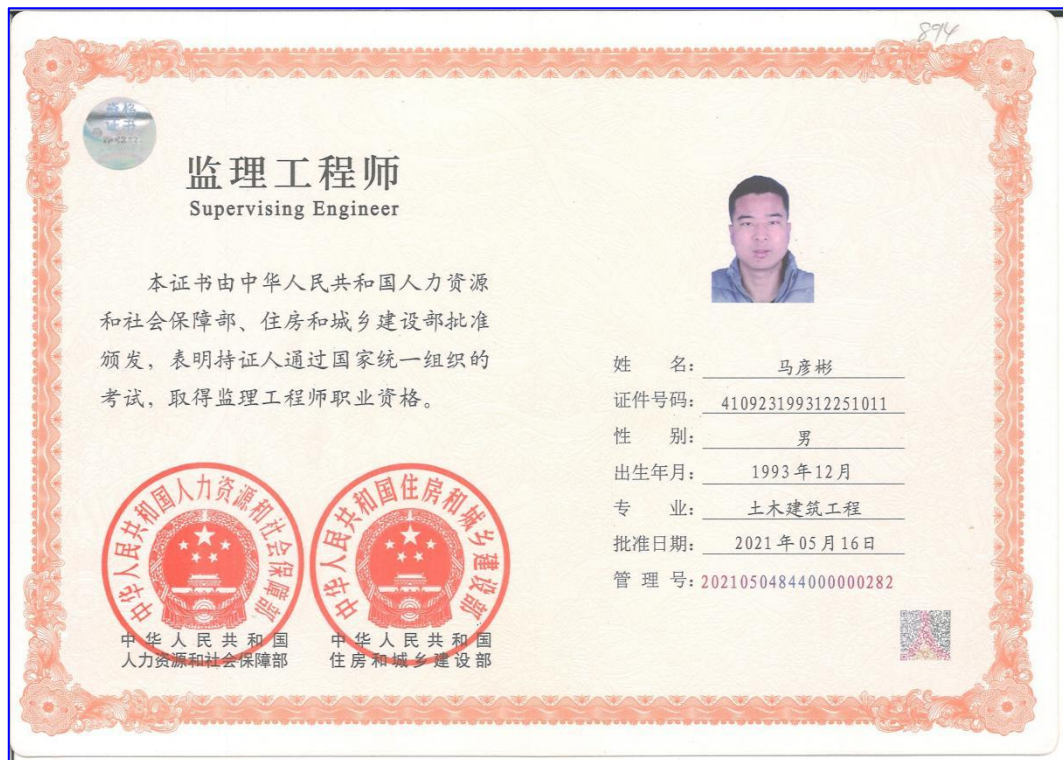 894
监理工程师
Supervising Engineer
本证书由中华人民共和国人力资源
和社会保障部、住房和城乡建设部批准
颁发，表明持证人通过国家统一组织的
考试，取得监理工程师职业资格。
姓 名： 马彦彬
证件号码： 410923199312251011
性 别： 男
出生年月： 1993年12月
专 业： 土木建筑工程
批准日期： 2021年05月16日
管 理 号：20210504844000000282
中华人民共和国人力资源和社会保障部
中华人民共和国住房和城乡建设部
中华人民共和国
人力资源和社会保障部
中华人民共和国
住房和城乡建设部